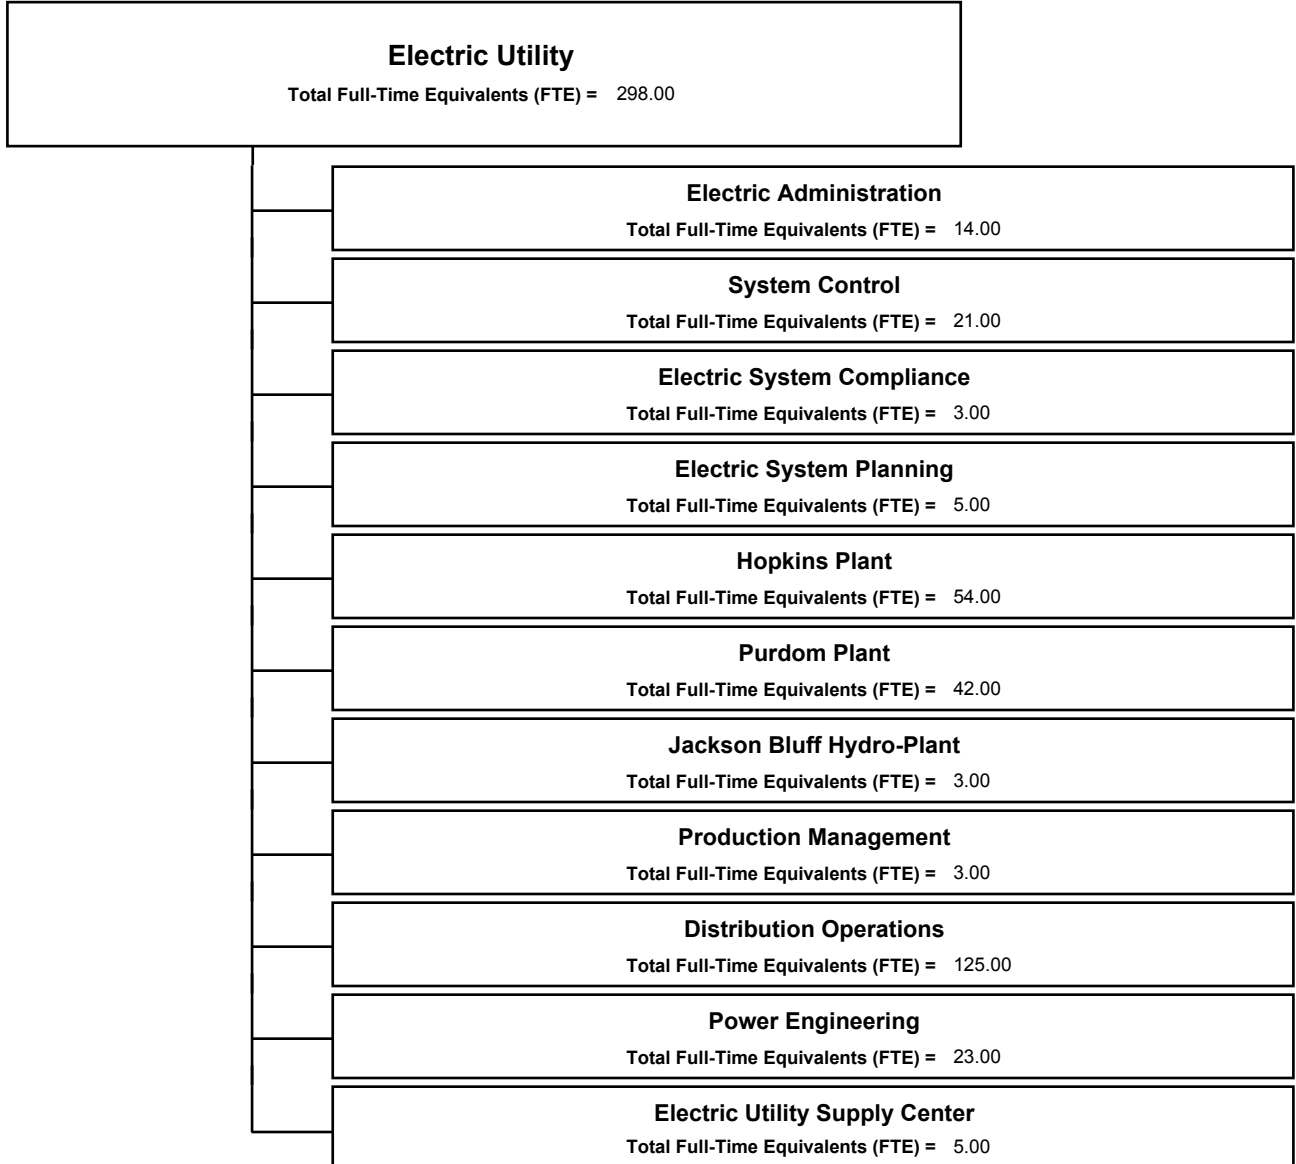 Electric Utility
Total Full-Time Equivalents (FTE) = 298.00
Electric Administration
Total Full-Time Equivalents (FTE) = 14.00
System Control
Total Full-Time Equivalents (FTE) = 21.00
Electric System Compliance
Total Full-Time Equivalents (FTE) = 3.00
Electric System Planning
Total Full-Time Equivalents (FTE) = 5.00
Hopkins Plant
Total Full-Time Equivalents (FTE) = 54.00
Purdom Plant
Total Full-Time Equivalents (FTE) = 42.00
Jackson Bluff Hydro-Plant
Total Full-Time Equivalents (FTE) = 3.00
Production Management
Total Full-Time Equivalents (FTE) = 3.00
Distribution Operations
Total Full-Time Equivalents (FTE) = 125.00
Power Engineering
Total Full-Time Equivalents (FTE) = 23.00
Electric Utility Supply Center
Total Full-Time Equivalents (FTE) = 5.00